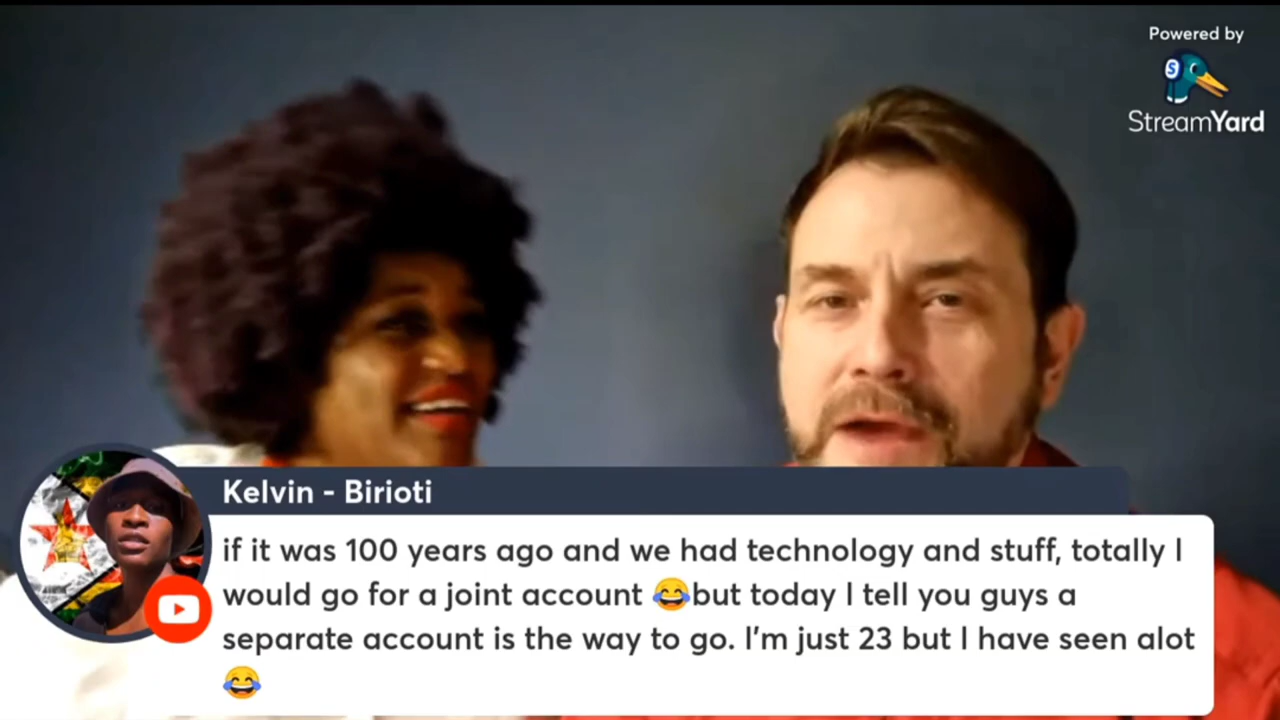 Powered by
StreamYard
Kelvin - Birioti
if it was 100 years ago and we had technology and stuff, totally I
would go for a joint account 😂but today I tell you guys a
separate account is the way to go. I'm just 23 but I have seen alot
😂